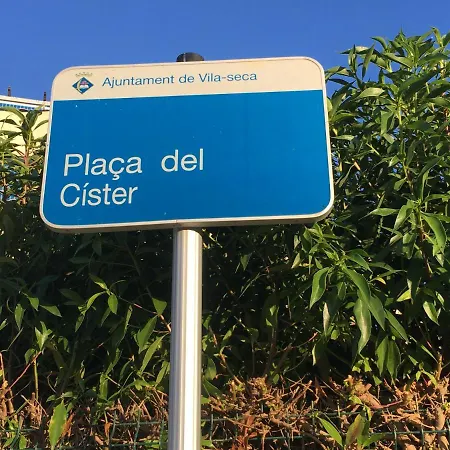 Ajuntament de Vila-seca
Plaça del
Císter